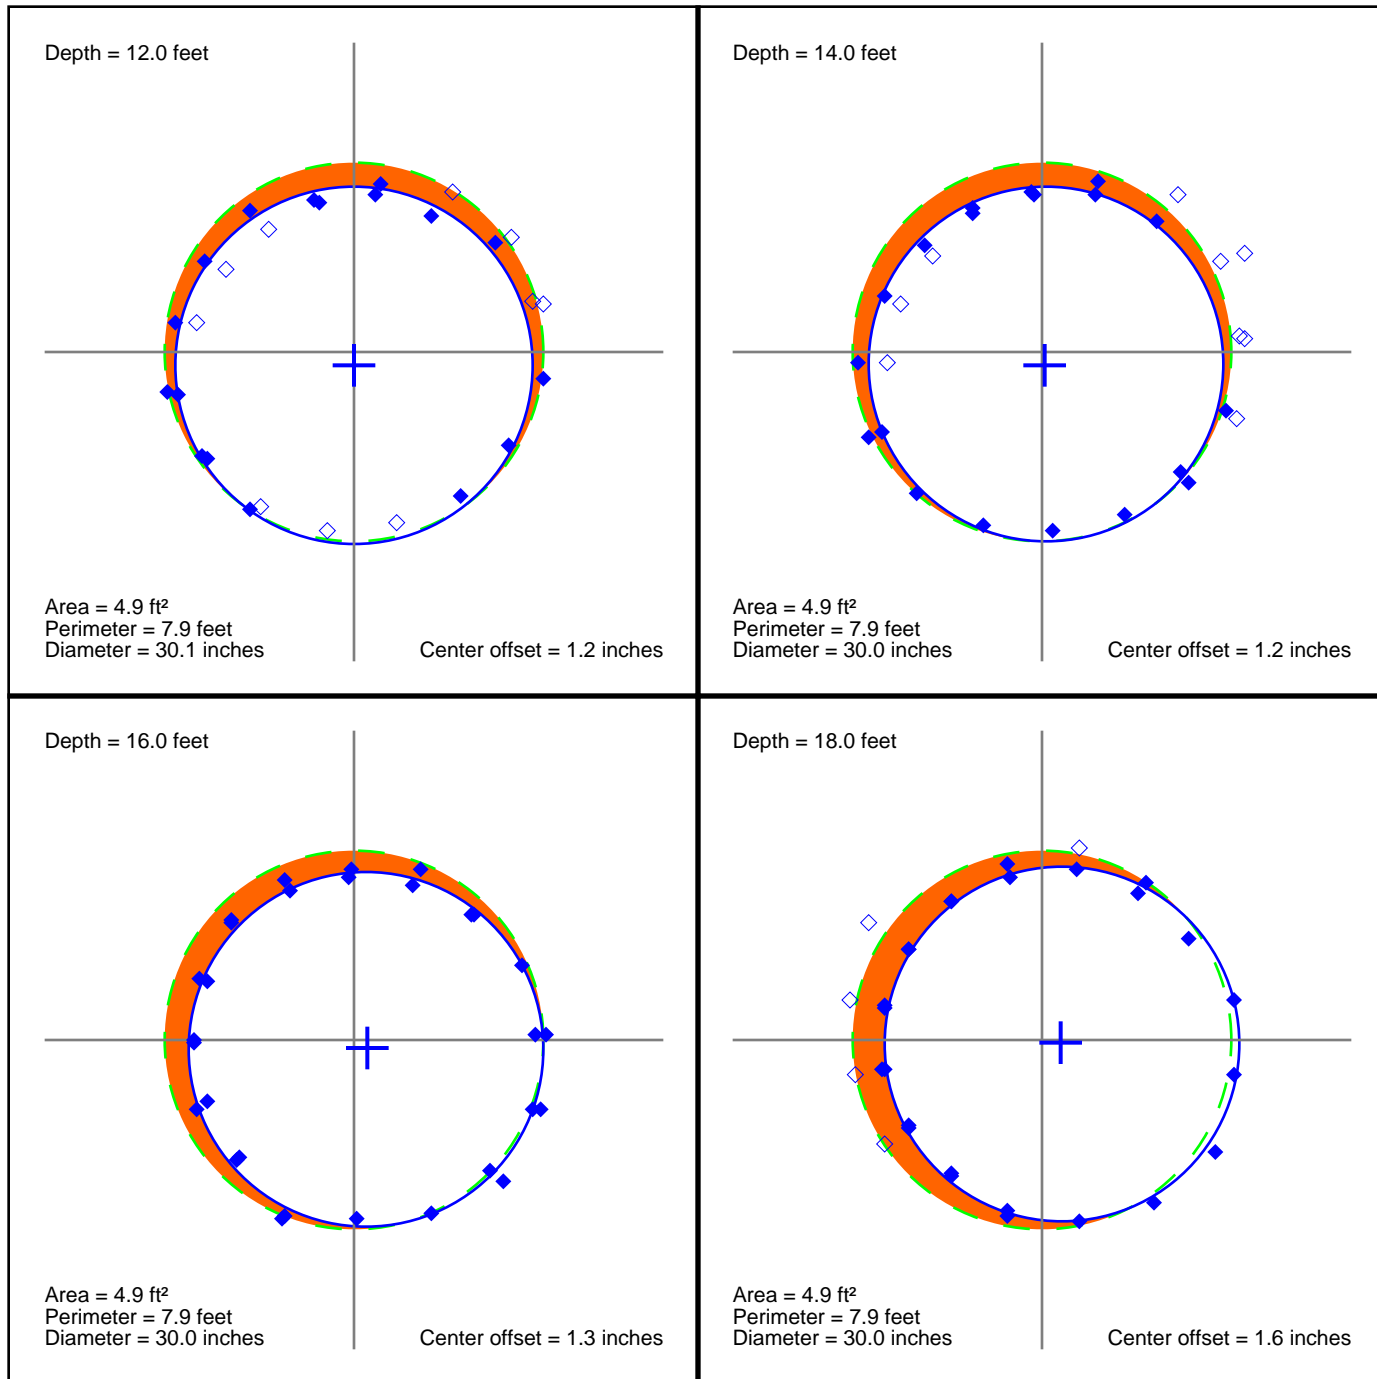 Depth = 12.0 feet
Area = 4.9 ft²
Perimeter = 7.9 feet
Diameter = 30.1 inches
Center offset = 1.2 inches
Depth = 14.0 feet
Area = 4.9 ft²
Perimeter = 7.9 feet
Diameter = 30.0 inches
Center offset = 1.2 inches
Depth = 16.0 feet
Area = 4.9 ft²
Perimeter = 7.9 feet
Diameter = 30.0 inches
Center offset = 1.3 inches
Depth = 18.0 feet
Area = 4.9 ft²
Perimeter = 7.9 feet
Diameter = 30.0 inches
Center offset = 1.6 inches